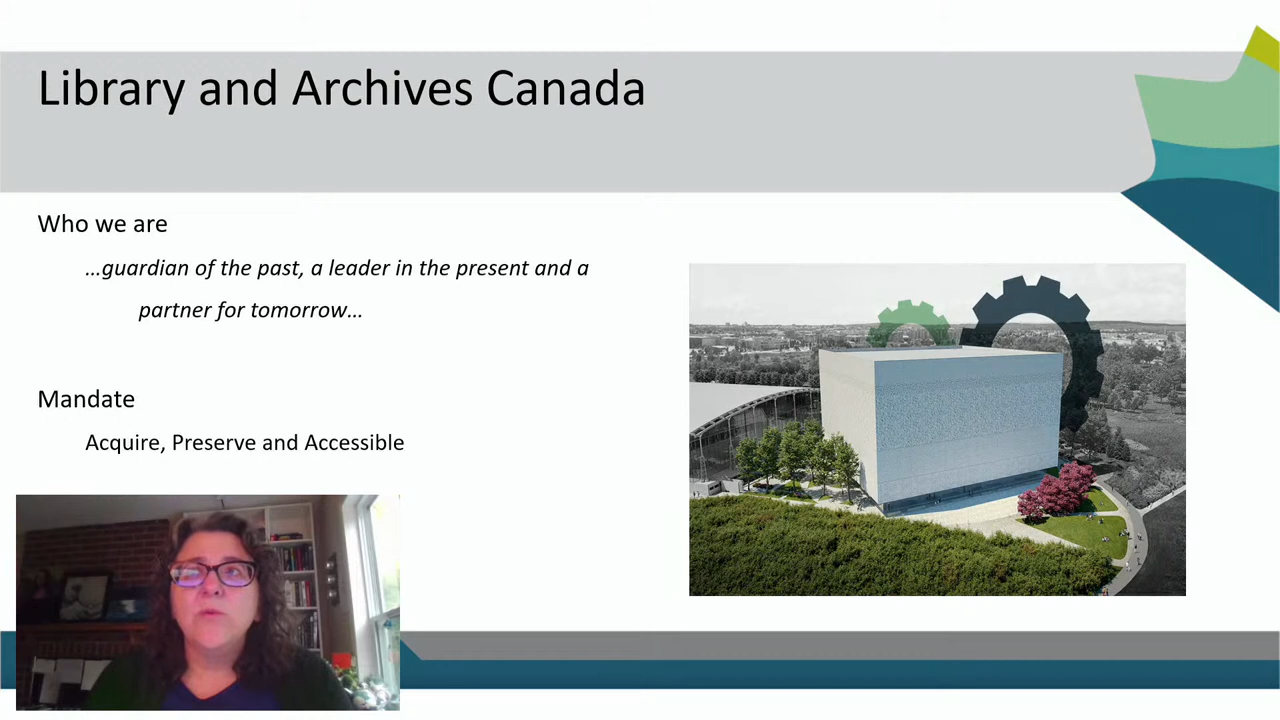 Library and Archives Canada
Who we are
…guardian of the past, a leader in the present and a
partner for tomorrow…
Mandate
Acquire, Preserve and Accessible